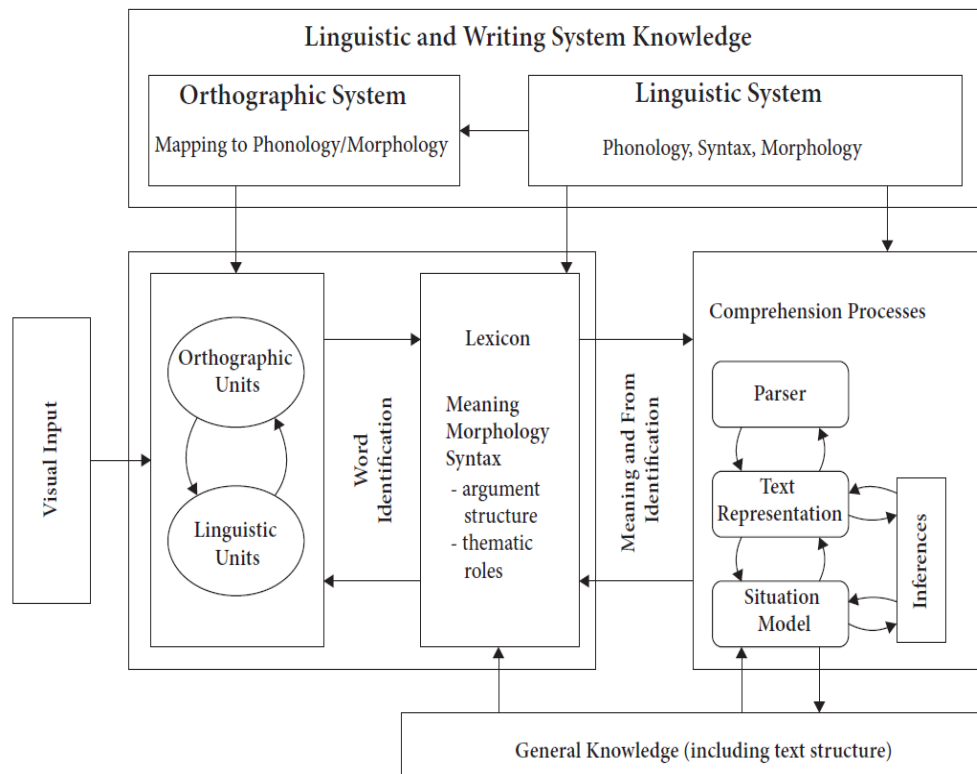 Linguistic and Writing System Knowledge
Orthographic System
Mapping to Phonology/Morphology
Linguistic System
Phonology, Syntax, Morphology
Visual Input
Orthographic
Units
Linguistic
Units
Word
Identification
Lexicon
Meaning
Morphology
Syntax
- argument
structure
- thematic
roles
Meaning and From
Identification
Comprehension Processes
Parser
Text
Representation
Situation
Model
Inferences
General Knowledge (including text structure)